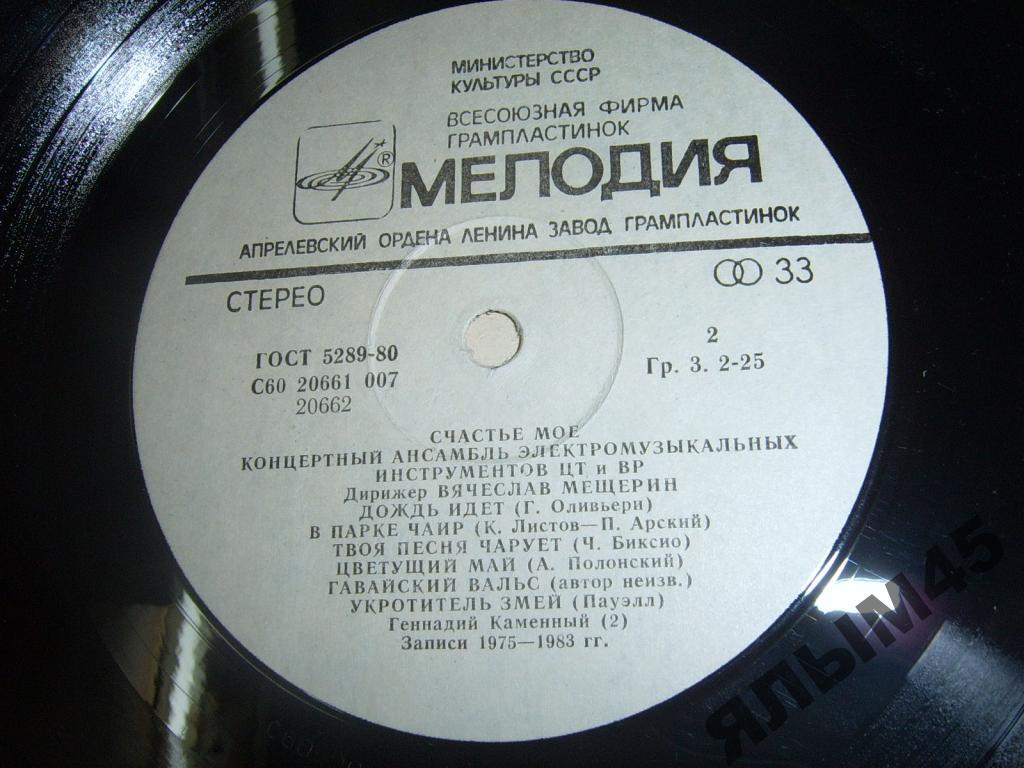 МИНИСТЕРСТВО
КУЛЬТУРЫ СССР
ВСЕСОЮЗНАЯ ФИРМА
ГРАМПЛАСТИНОК
®
МЕЛОДИЯ
АПРЕЛЕВСКИЙ ОРДЕНА ЛЕНИНА ЗАВОД ГРАМПЛАСТИНОК
СТЕРЕО
33
ГОСТ 5289-80
С60 20661 007
20662
2
Гр. 3. 2-25
СЧАСТЬЕ МОЕ
КОНЦЕРТНЫЙ АНСАМБЛЬ ЭЛЕКТРОМУЗЫКАЛЬНЫХ
ИНСТРУМЕНТОВ ЦТ и ВР
Дирижер ВЯЧЕСЛАВ МЕЩЕРИН
ДОЖДЬ ИДЕТ (Г. Оливьери)
В ПАРКЕ ЧАИР (К. Листов—П. Арский)
ТВОЯ ПЕСНЯ ЧАРУЕТ (Ч. Биксио)
ЦВЕТУЩИЙ МАЙ (А. Полонский)
ГАВАЙСКИЙ ВАЛЬС (автор неизв.)
УКРОТИТЕЛЬ ЗМЕЙ (Пауэлл)
Геннадий Каменный (2)
Записи 1975—1983 гг.
ЯЛЫМ45